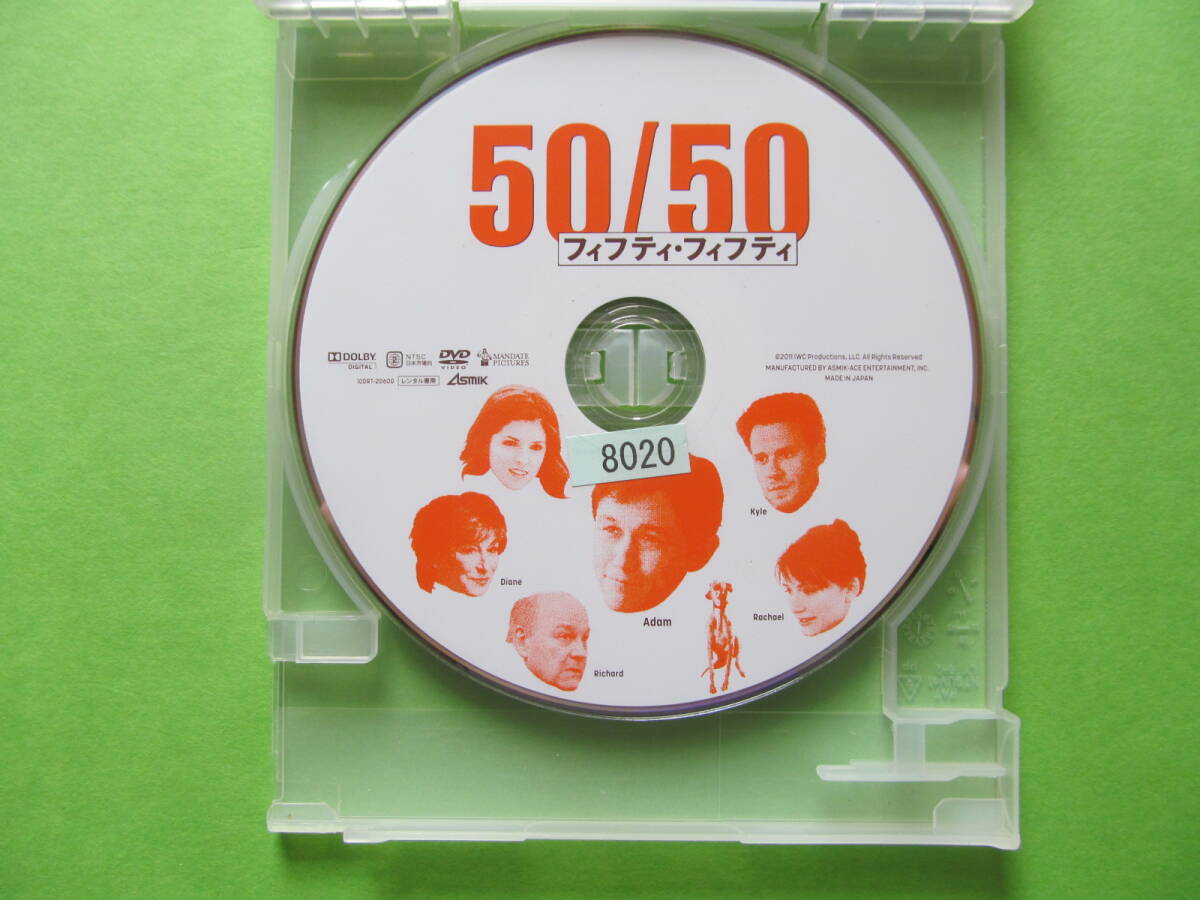 50/50
フィフティ・フィフティ
DOLBY DIGITAL
2 NTSC 日本市場向
DVD VIDEO
MANDATE PICTURES
10DRT-20600 レンタル専用 ASMIK
©2011 IWC Productions, LLC. All Rights Reserved
MANUFACTURED BY ASMIK-ACE ENTERTAINMENT, INC.
MADE IN JAPAN
8020
Kyle
Diane
Adam
Rachael
Richard